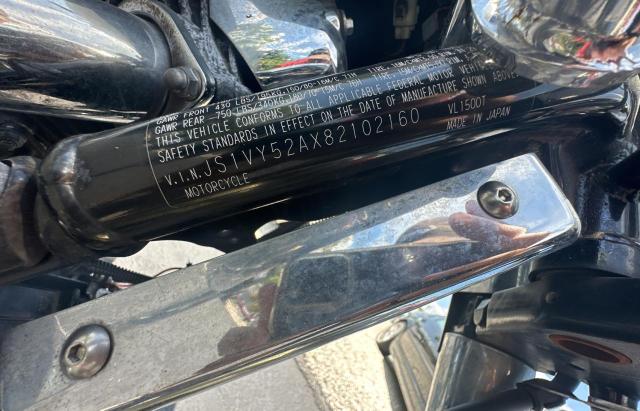 GAWR FRONT 430 LBS
GAWR REAR 750 LBS
THIS VEHICLE CONFORMS TO ALL APPLICABLE FEDERAL MOTOR VEHICLE
SAFETY STANDARDS IN EFFECT ON THE DATE OF MANUFACTURE SHOWN ABOVE
V.I.N. JS1VY52AX82102160 VL1500T
MOTORCYCLE MADE IN JAPAN